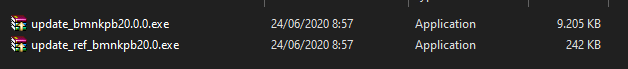 update_bmnkpb20.0.0.exe 24/06/2020 8:57 Application 9.205 KB
update_ref_bmnkpb20.0.exe 24/06/2020 8:57 Application 242 KB